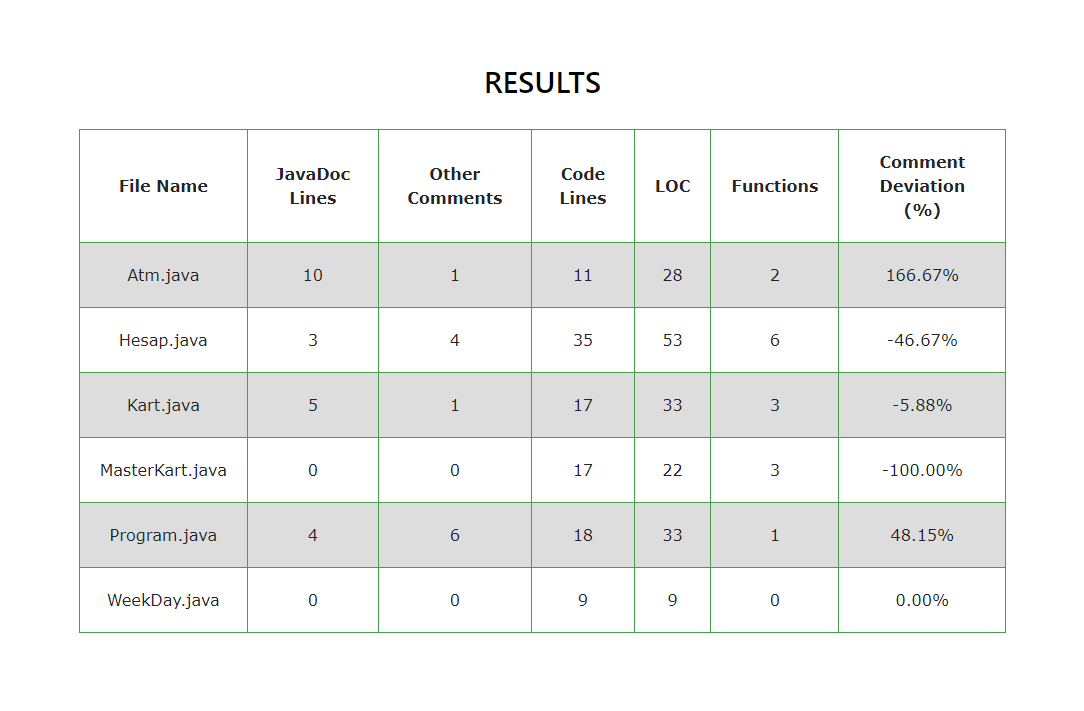 RESULTS
File Name JavaDoc Lines Other Comments Code Lines LOC Functions Comment Deviation (%)
Atm.java 10 1 11 28 2 166.67%
Hesap.java 3 4 35 53 6 -46.67%
Kart.java 5 1 17 33 3 -5.88%
MasterKart.java 0 0 17 22 3 -100.00%
Program.java 4 6 18 33 1 48.15%
WeekDay.java 0 0 9 9 0 0.00%